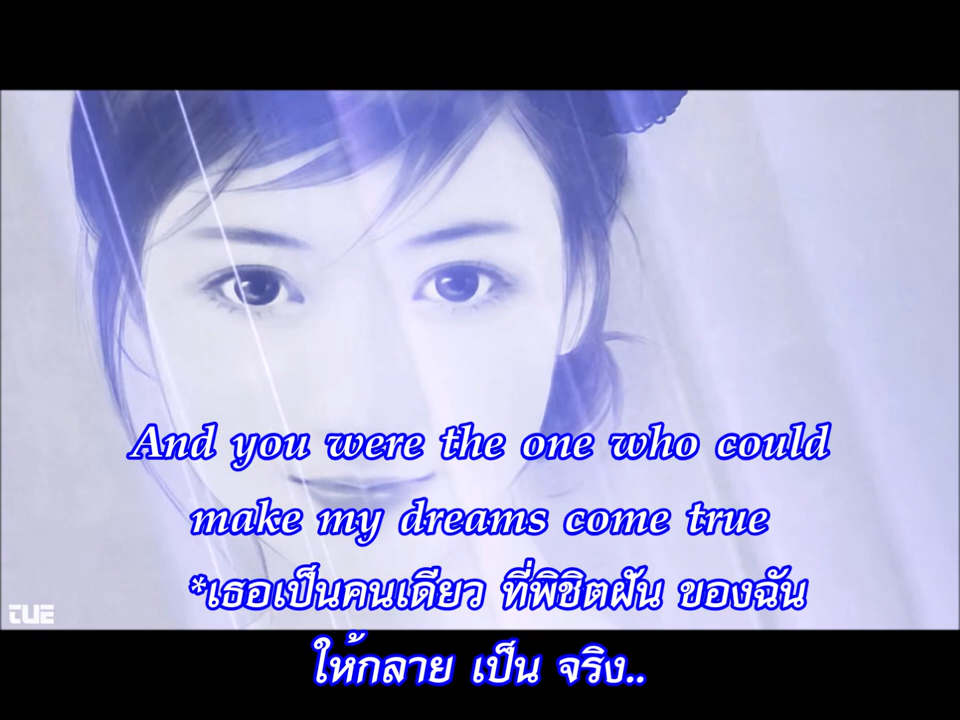 And you were the one who could
make my dreams come true
*เธอเป็นคนเดียว ที่พิชิตฝัน ของฉัน
TUE
ให้กลาย เป็น จริง..